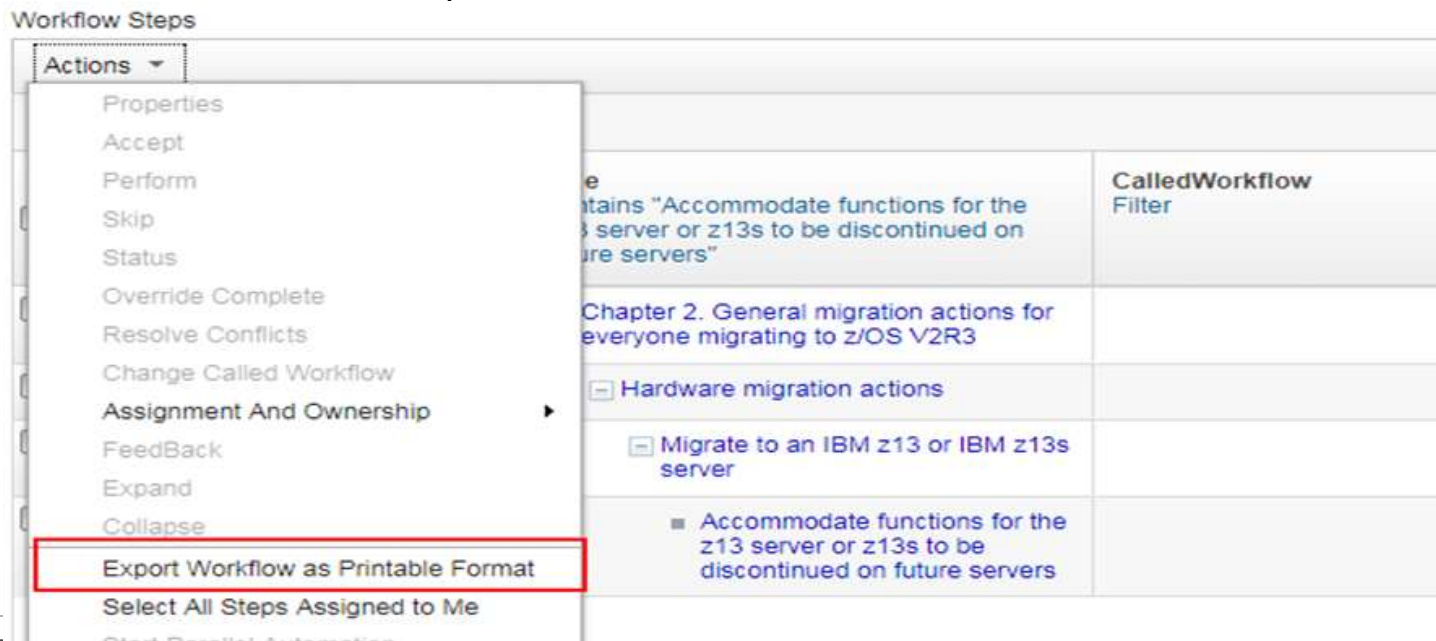 Workflow Steps
Actions
Properties
Accept
Perform
Skip
Status
Override Complete
Resolve Conflicts
Change Called Workflow
Assignment And Ownership
FeedBack
Expand
Collapse
Export Workflow as Printable Format
Select All Steps Assigned to Me
Start Parallel Automation
e
tains "Accommodate functions for the
server or z13s to be discontinued on
ure servers"
CalledWorkflow
Filter
Chapter 2. General migration actions for
everyone migrating to z/OS V2R3
Hardware migration actions
Migrate to an IBM z13 or IBM z13s
server
Accommodate functions for the
z13 server or z13s to be
discontinued on future servers